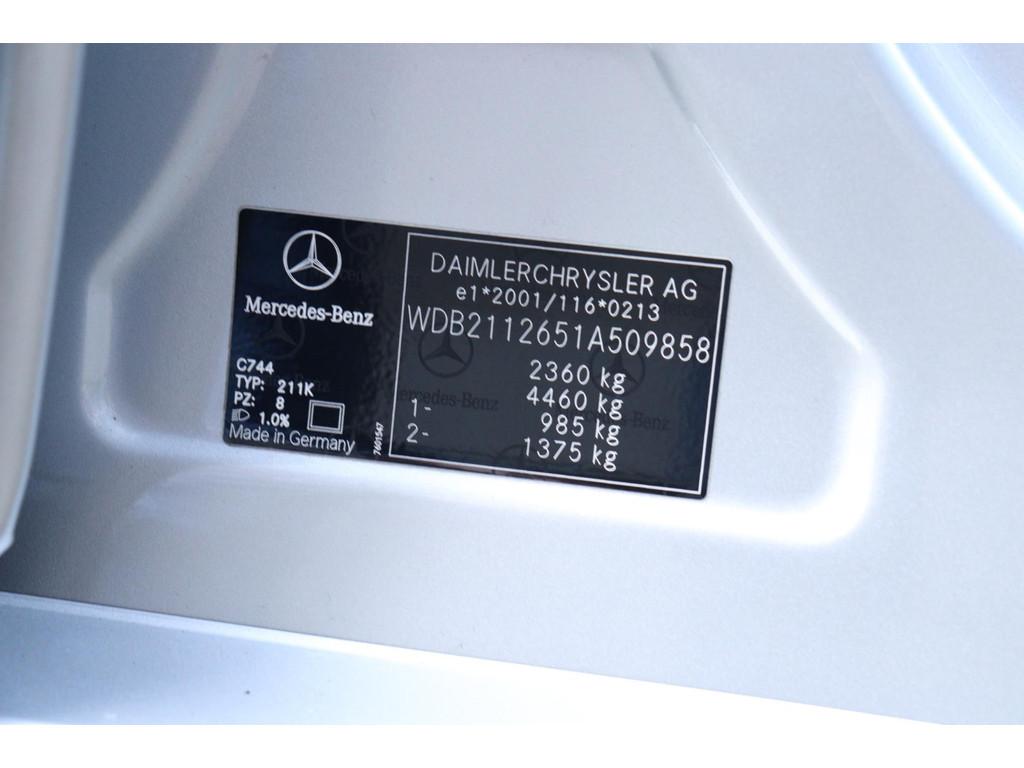 Mercedes-Benz
C744
TYP: 211K
PZ: 8
1.0%
Made in Germany
7601547
DAIMLERCHRYSLER AG
e1*2001/116*0213
WDB2112651A509858
2360 kg
4460 kg
1- 985 kg
2- 1375 kg